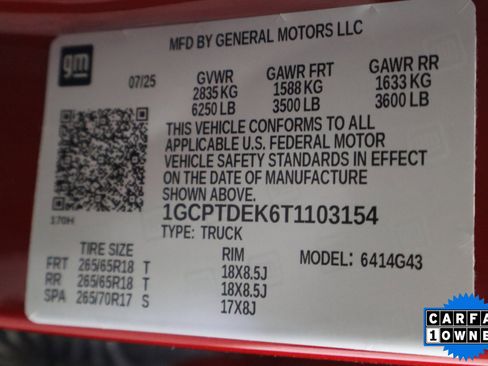 gm
MFD BY GENERAL MOTORS LLC
07/25
GVWR GAWR FRT GAWR RR
2835 KG 1588 KG 1633 KG
6250 LB 3500 LB 3600 LB
THIS VEHICLE CONFORMS TO ALL
APPLICABLE U.S. FEDERAL MOTOR
VEHICLE SAFETY STANDARDS IN EFFECT
ON THE DATE OF MANUFACTURE
SHOWN ABOVE.
170H
1GCPTDEK6T1103154
TYPE: TRUCK
TIRE SIZE RIM MODEL: 6414G43
FRT 265/65R18 T 18X8.5J
RR 265/65R18 T 18X8.5J
SPA 265/70R17 S 17X8J
CARFA
1 OWNE